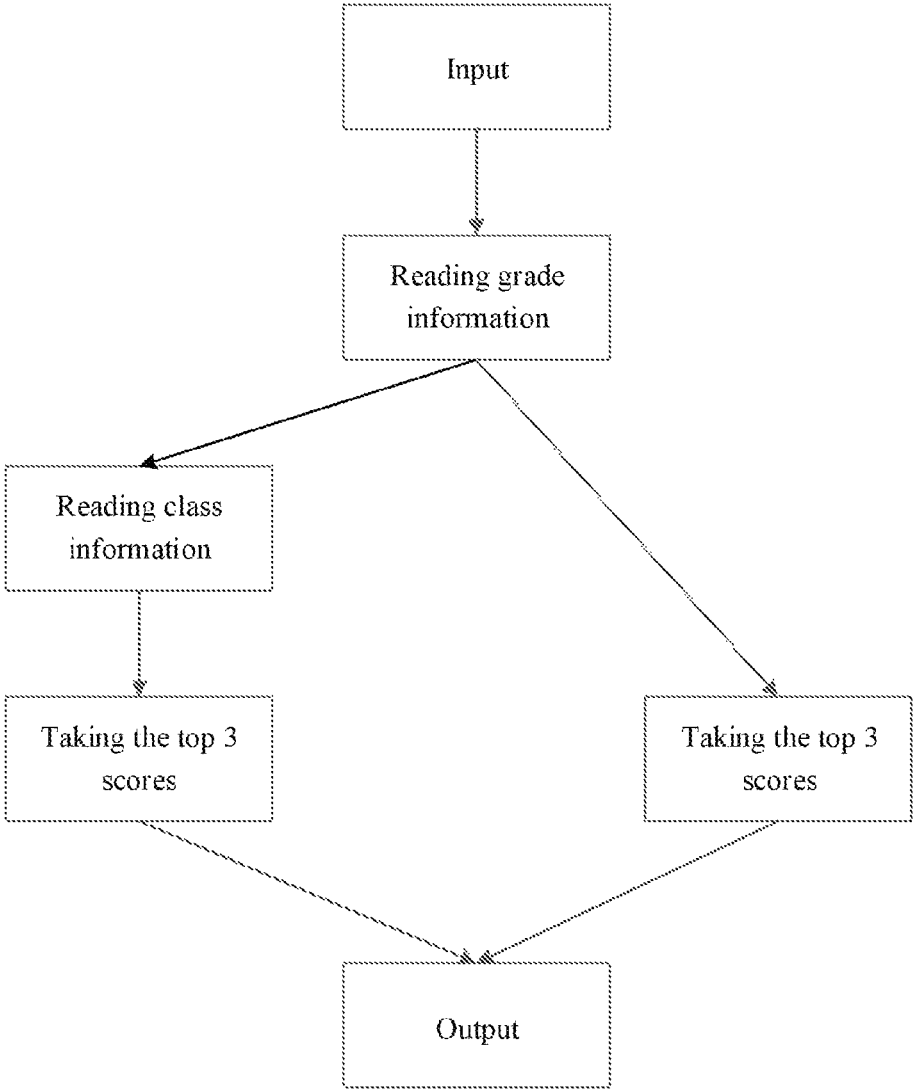 Input
Reading grade
information
Reading class
information
Taking the top 3
scores
Taking the top 3
scores
Output